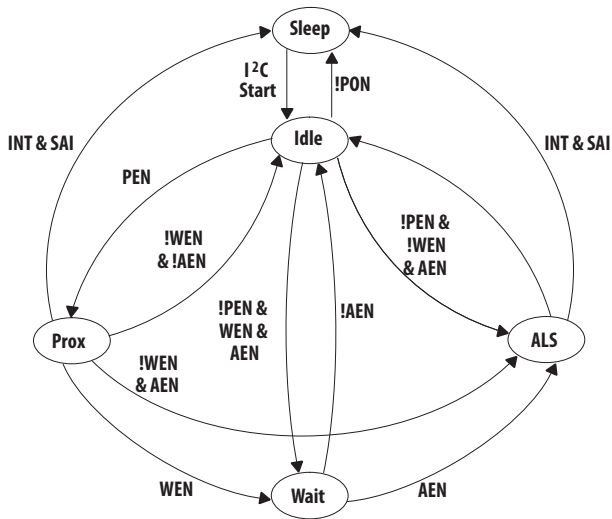 Sleep
I²C
Start
!PON
Idle
INT & SAI
INT & SAI
PEN
!WEN
& !AEN
!PEN &
!WEN
& AEN
!PEN &
WEN &
AEN
!AEN
Prox
ALS
!WEN
& AEN
WEN
Wait
AEN